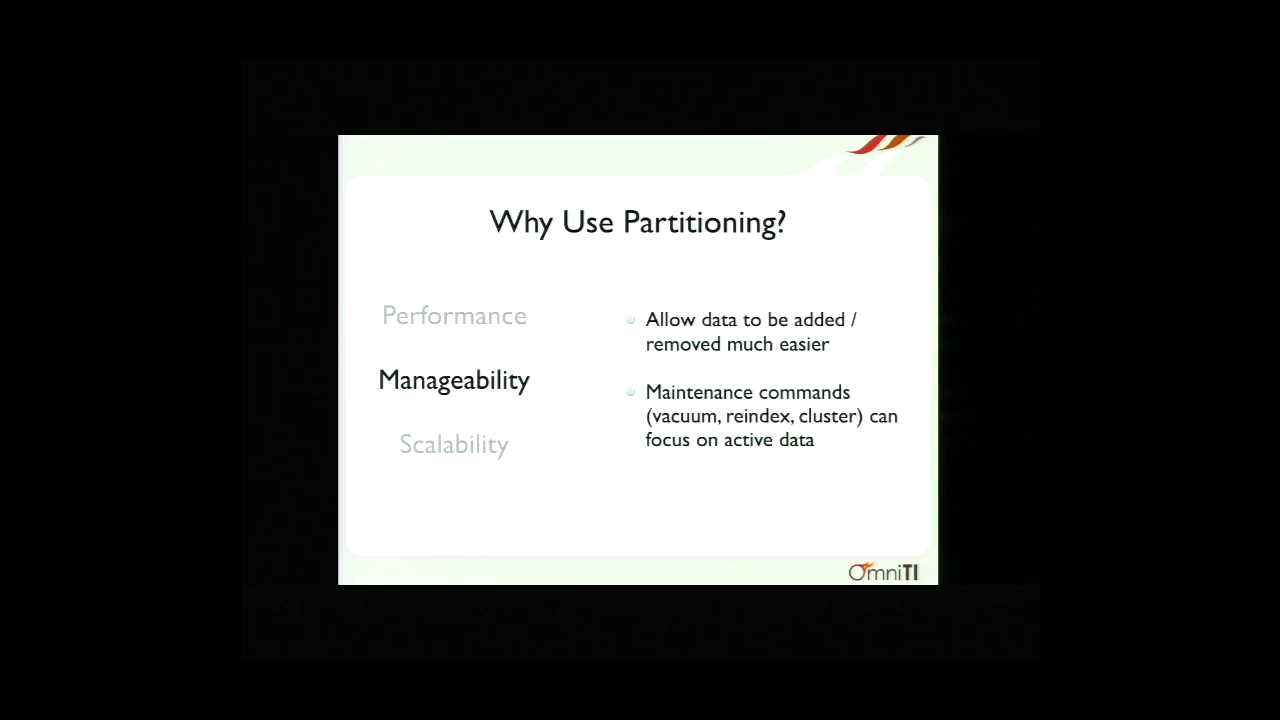 Why Use Partitioning?
Performance
Manageability
Scalability
Allow data to be added /
removed much easier
Maintenance commands
(vacuum, reindex, cluster) can
focus on active data
OmniTI